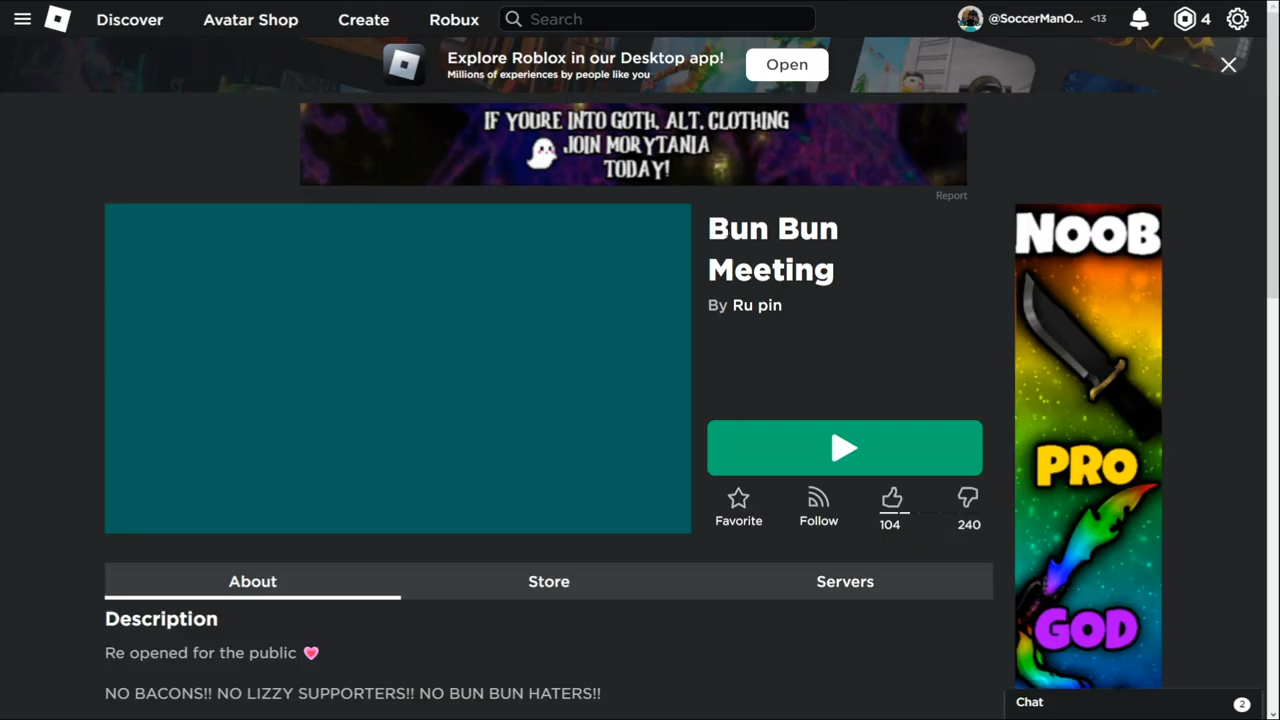 Discover
Avatar Shop
Create
Robux
Search
@SoccerManO...
<13
4
Explore Roblox in our Desktop app!
Millions of experiences by people like you
Open
IF YOURE INTO GOTH, ALT, CLOTHING
JOIN MORYTANIA
TODAY!
Report
Bun Bun
Meeting
By Ru pin
Favorite
Follow
104
240
NOOB
PRO
GOD
About
Store
Servers
Description
Re opened for the public 💗
NO BACONS!! NO LIZZY SUPPORTERS!! NO BUN BUN HATERS!!
Chat
2